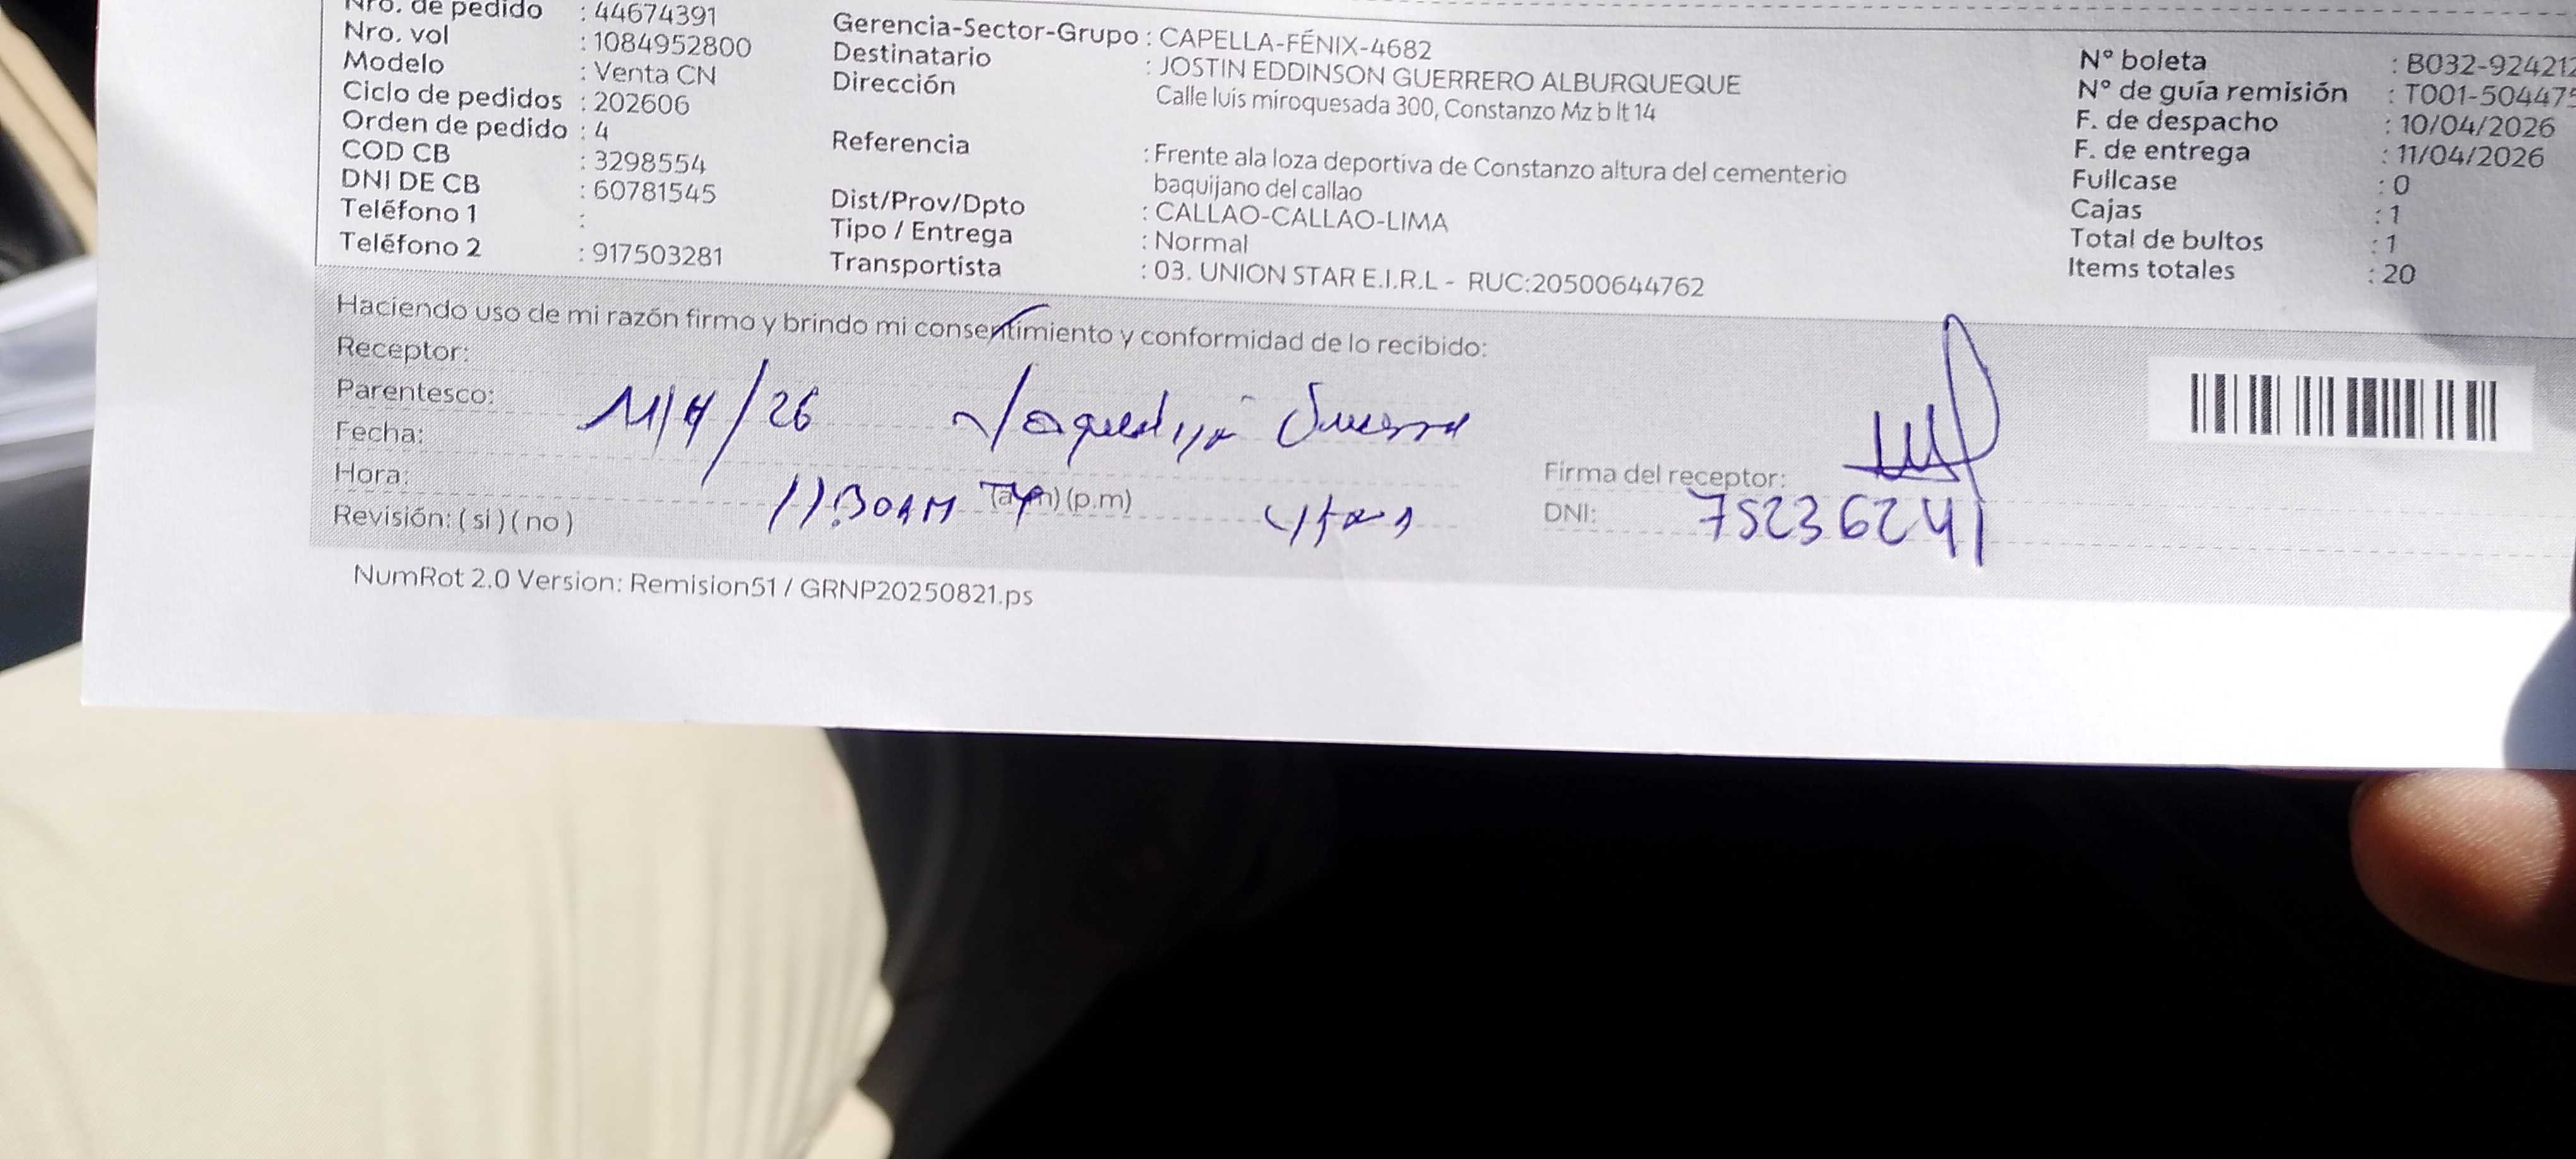 Nro. de pedido : 44674391
Nro. vol : 1084952800
Modelo : Venta CN
Ciclo de pedidos : 202606
Orden de pedido : 4
COD CB : 3298554
DNI DE CB : 60781545
Teléfono 1 :
Teléfono 2 : 917503281
Gerencia-Sector-Grupo : CAPELLA-FÉNIX-4682
Destinatario : JOSTIN EDDINSON GUERRERO ALBURQUEQUE
Dirección Calle luis miroquesada 300, Constanzo Mz b lt 14
Referencia : Frente ala loza deportiva de Constanzo altura del cementerio
baquijano del callao
Dist/Prov/Dpto : CALLAO-CALLAO-LIMA
Tipo / Entrega : Normal
Transportista : 03. UNION STAR E.I.R.L - RUC:20500644762
N° boleta : B032-924212
N° de guía remisión : T001-504475
F. de despacho : 10/04/2026
F. de entrega : 11/04/2026
Fullcase : 0
Cajas : 1
Total de bultos : 1
Items totales : 20
Haciendo uso de mi razón firmo y brindo mi consentimiento y conformidad de lo recibido:
Receptor:
Parentesco: 11/4/26
Fecha:
Hora: 11:30AM (a.m) (p.m)
Revisión: ( si ) ( no )
Firma del receptor:
DNI: 75236241
NumRot 2.0 Version: Remision51 / GRNP20250821.ps